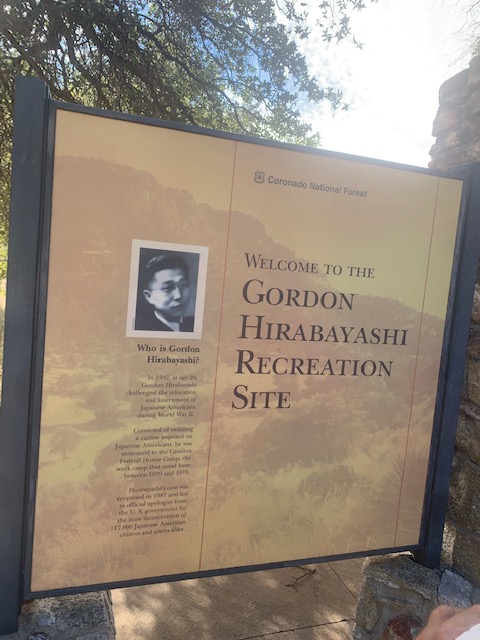 Coronado National Forest
WELCOME TO THE
GORDON
HIRABAYASHI
RECREATION
SITE
Who is Gordon
Hirabayashi?
In 1942, at age 24,
Gordon Hirabayashi
challenged the relocation
and internment of
Japanese Americans
during World War II.
Convicted of violating
a curfew imposed on
Japanese Americans, he was
sentenced to the Catalina
Federal Honor Camp, the
work camp that stood here
between 1939 and 1973.
Hirabayashi's case was
reopened in 1987 and led
to official apologies from
the U. S. government for
the mass incarceration of
117,000 Japanese American
citizens and aliens alike.